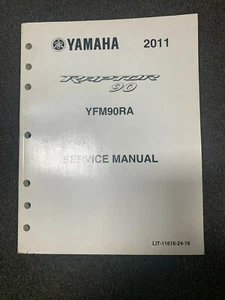 YAMAHA 2011
RAPTOR
90
YFM90RA
SERVICE MANUAL
LIT-11616-24-16